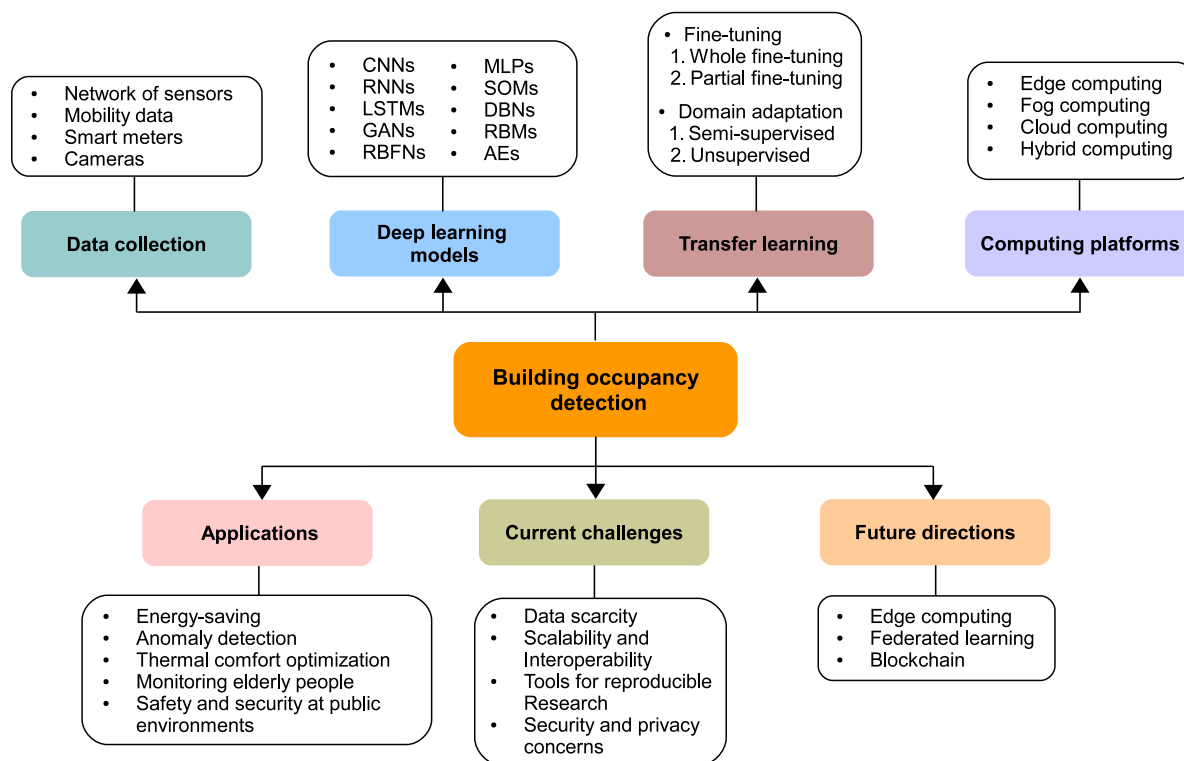 • Network of sensors
• Mobility data
• Smart meters
• Cameras
Data collection
• CNNs
• RNNs
• LSTMs
• GANs
• RBFNs
• MLPs
• SOMs
• DBNs
• RBMs
• AEs
Deep learning
models
• Fine-tuning
1. Whole fine-tuning
2. Partial fine-tuning
• Domain adaptation
1. Semi-supervised
2. Unsupervised
Transfer learning
• Edge computing
• Fog computing
• Cloud computing
• Hybrid computing
Computing platforms
Building occupancy
detection
Applications
• Energy-saving
• Anomaly detection
• Thermal comfort optimization
• Monitoring elderly people
• Safety and security at public
environments
Current challenges
• Data scarcity
• Scalability and
Interoperability
• Tools for reproducible
Research
• Security and privacy
concerns
Future directions
• Edge computing
• Federated learning
• Blockchain